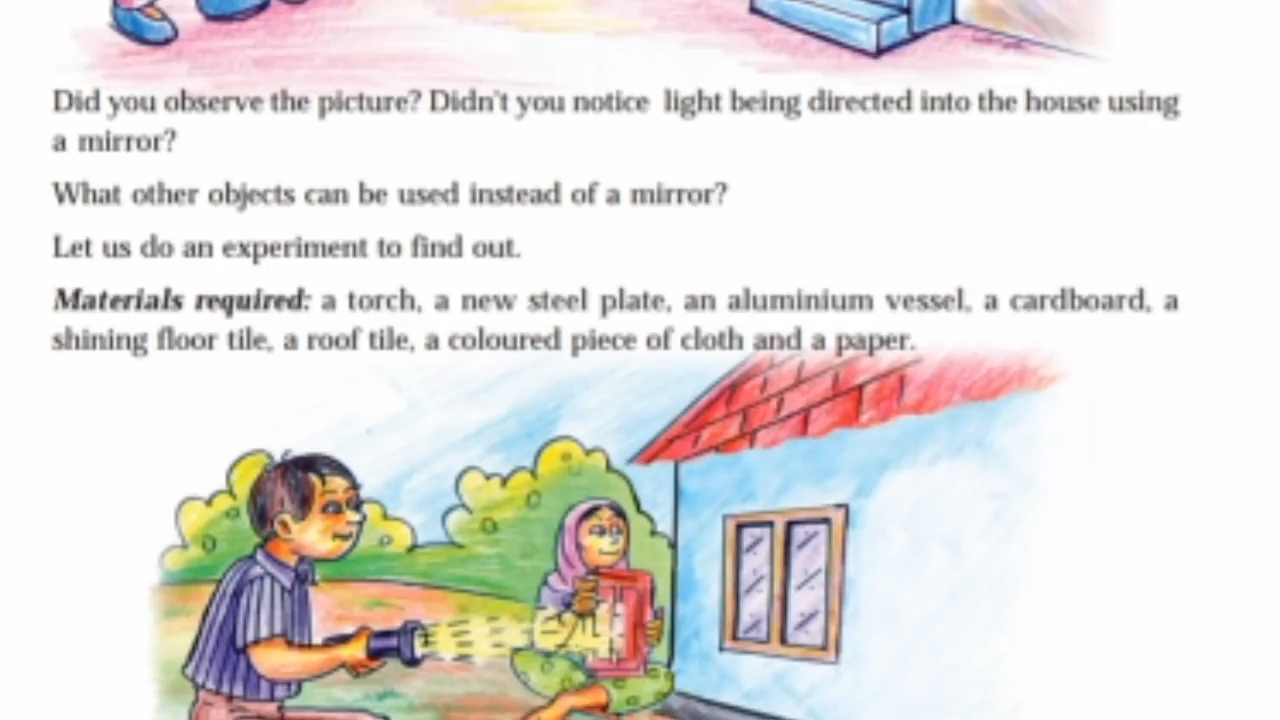 Did you observe the picture? Didn't you notice light being directed into the house using
a mirror?
What other objects can be used instead of a mirror?
Let us do an experiment to find out.
Materials required: a torch, a new steel plate, an aluminium vessel, a cardboard, a
shining floor tile, a roof tile, a coloured piece of cloth and a paper.